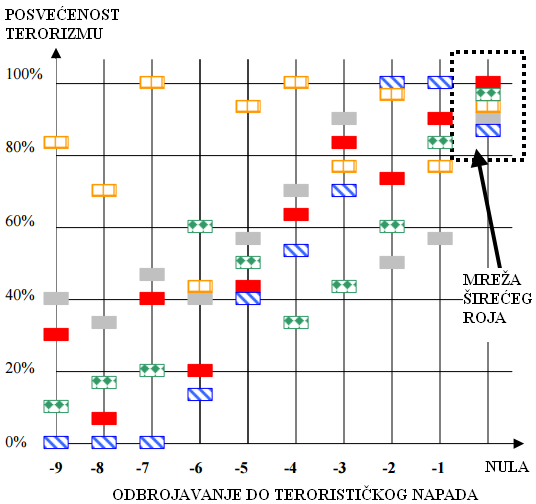 POSVEĆENOST
TERORIZMU
100%
80%
60%
40%
20%
0%
MREŽA
ŠIREĆEG
ROJA
-9 -8 -7 -6 -5 -4 -3 -2 -1 NULA
ODBROJAVANJE DO TERORISTIČKOG NAPADA